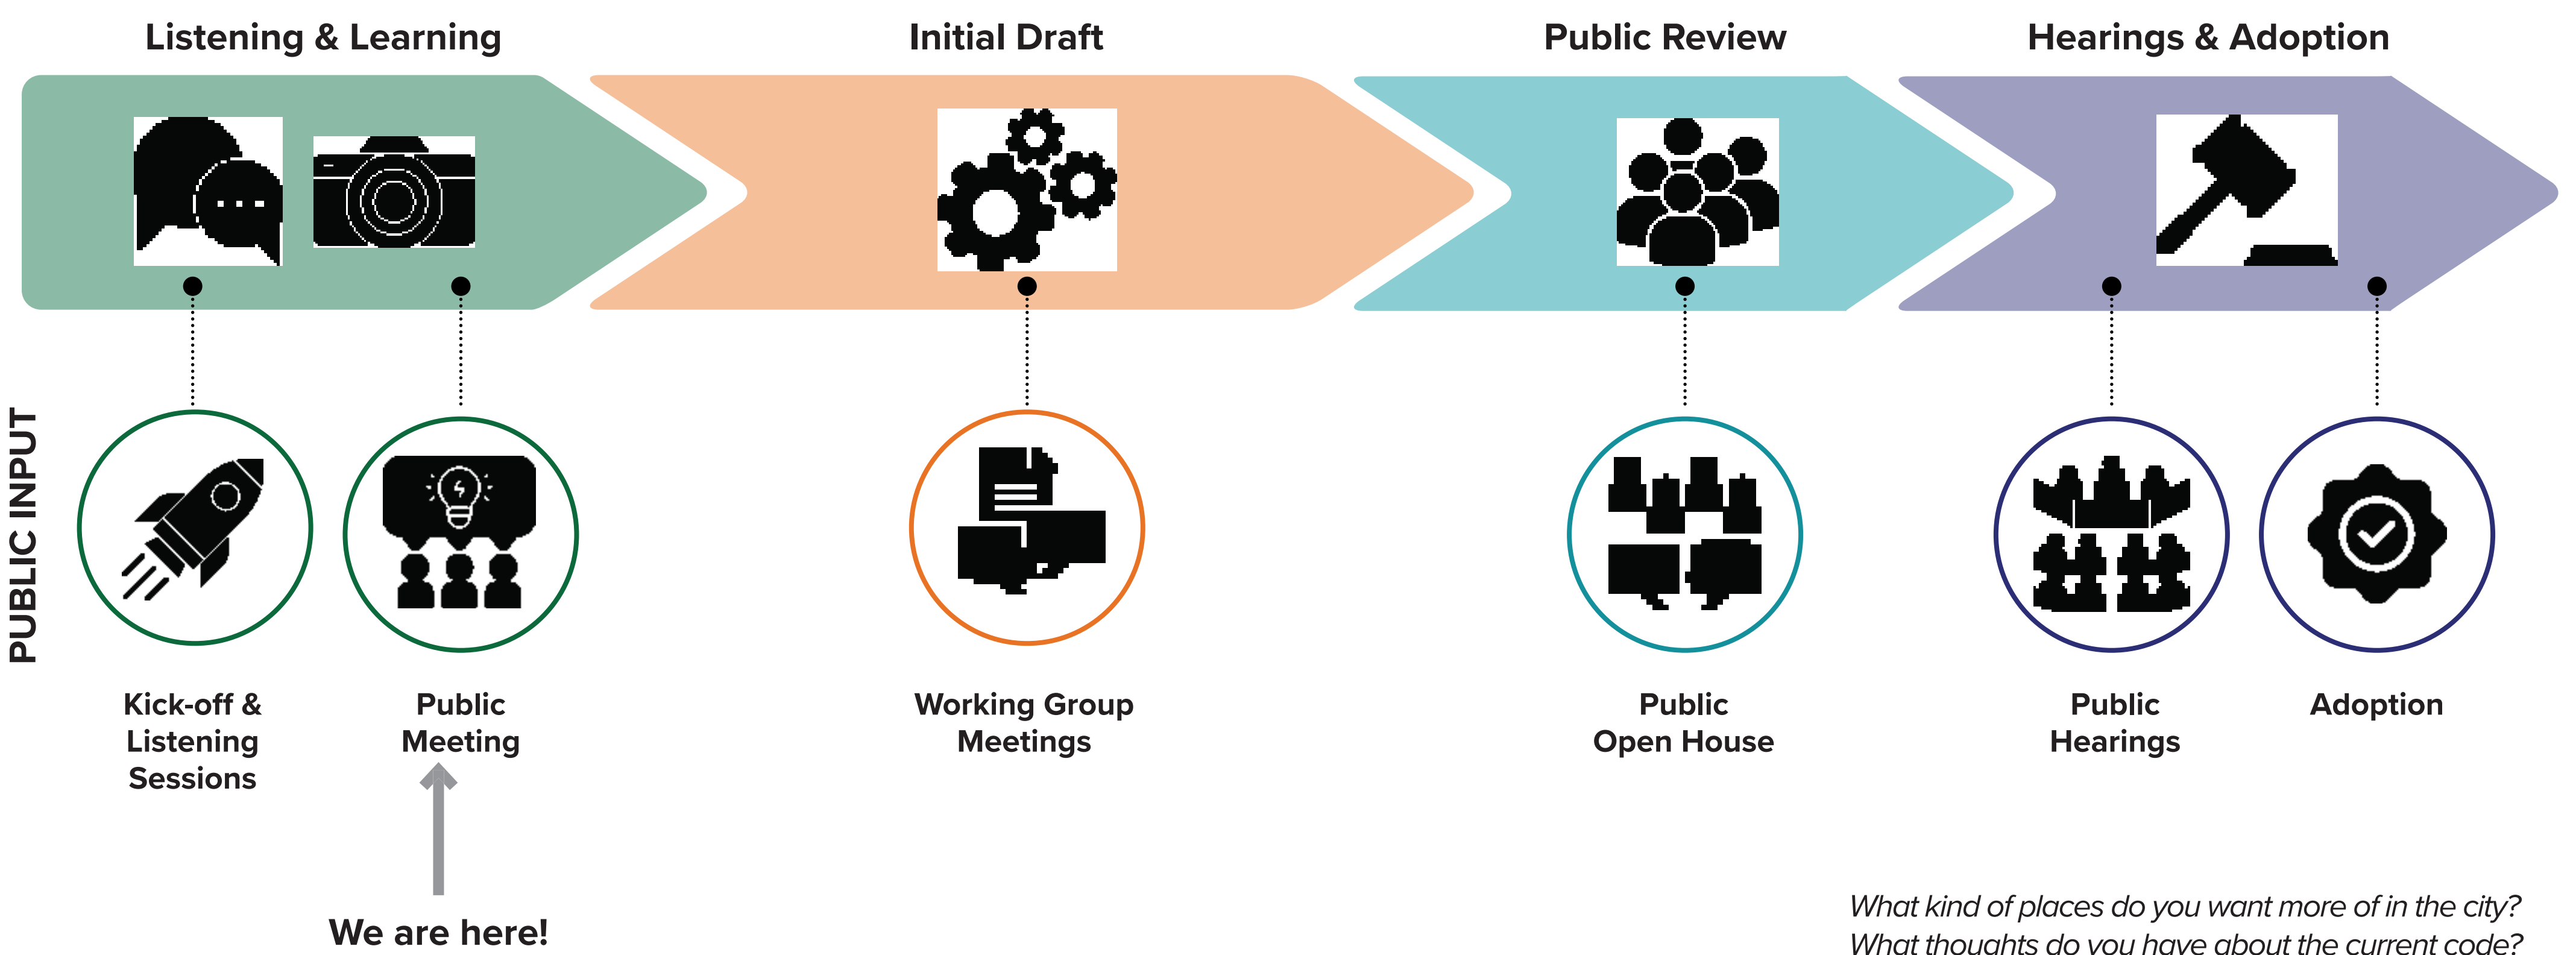 Listening & Learning
Initial Draft
Public Review
Hearings & Adoption
PUBLIC INPUT
Kick-off &
Listening
Sessions
Public
Meeting
Working Group
Meetings
Public
Open House
Public
Hearings
Adoption
We are here!
What kind of places do you want more of in the city?
What thoughts do you have about the current code?